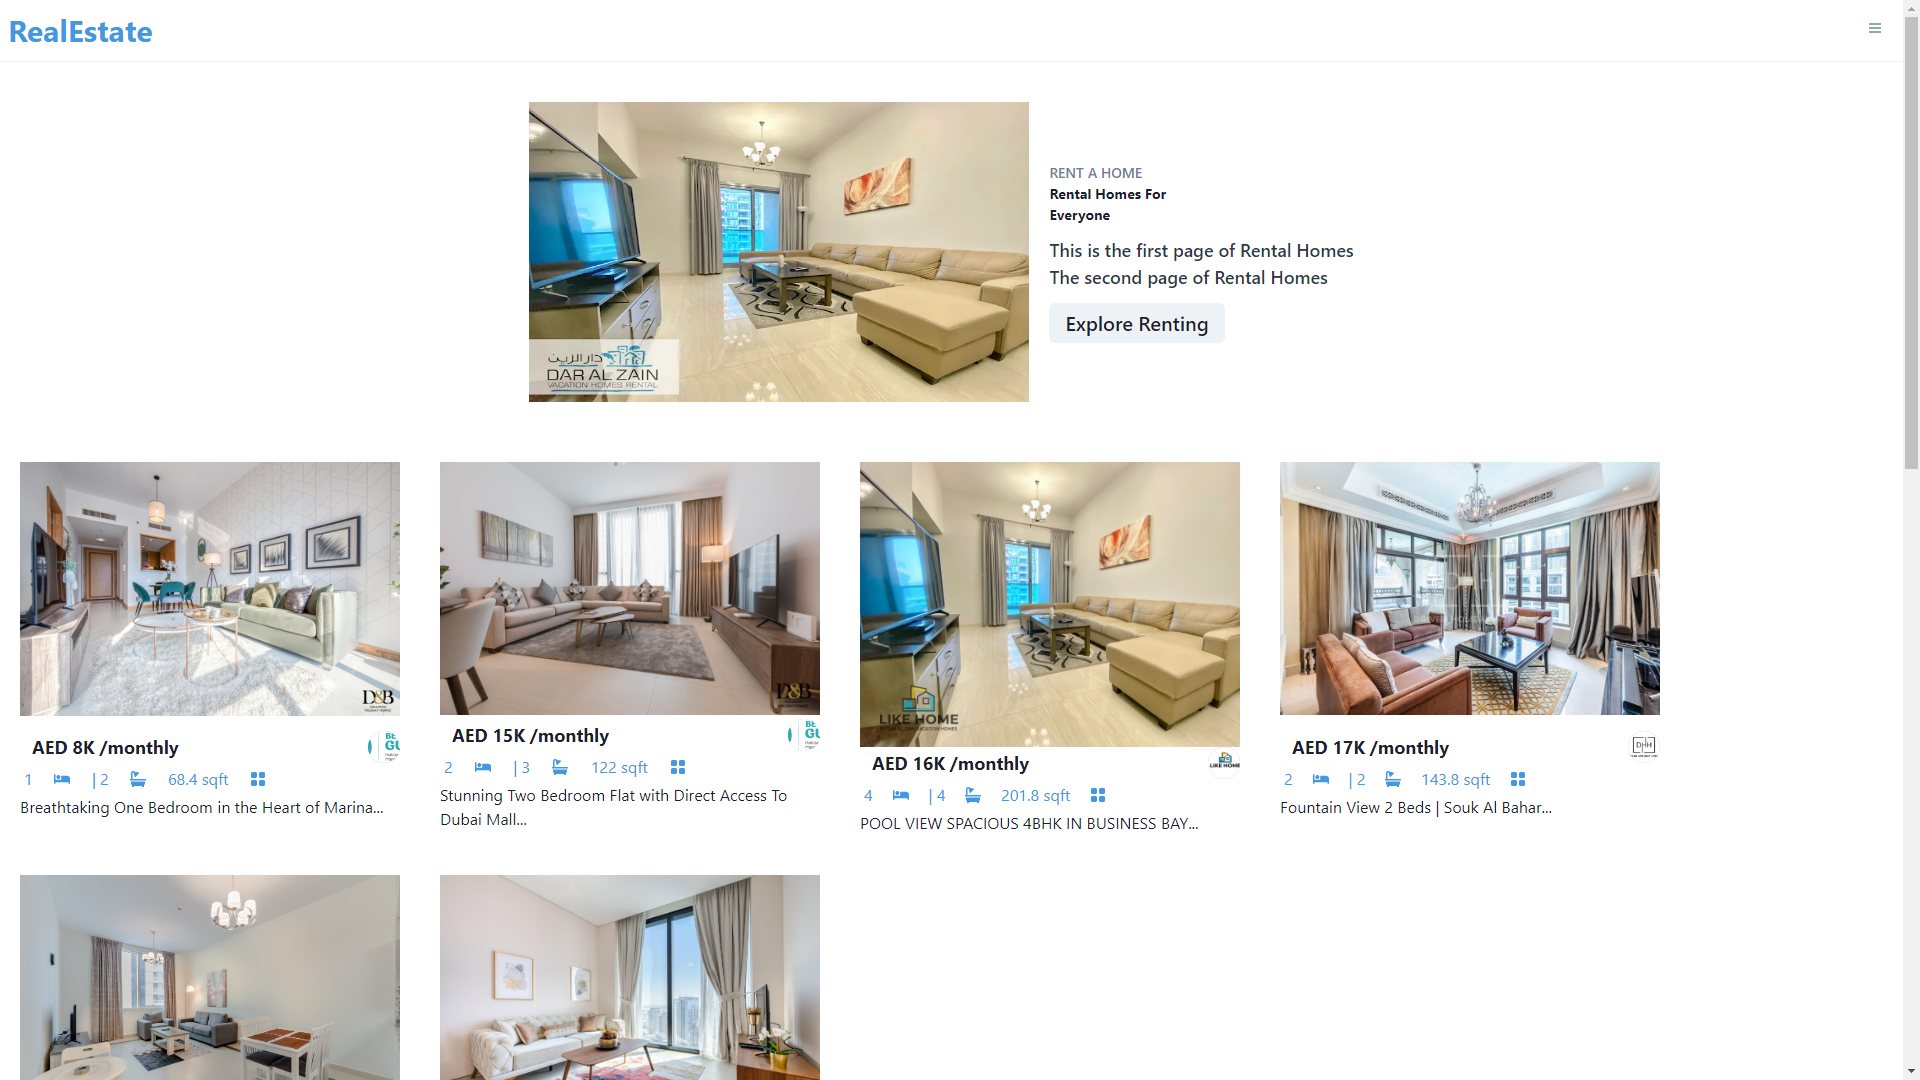 RealEstate
RENT A HOME
Rental Homes For
Everyone
This is the first page of Rental Homes
The second page of Rental Homes
Explore Renting
دار الزين
DAR AL ZAIN
VACATION HOMES RENTAL
D&B
AED 8K /monthly
1 | 2 68.4 sqft
Breathtaking One Bedroom in the Heart of Marina...
D&B
AED 15K /monthly
2 | 3 122 sqft
Stunning Two Bedroom Flat with Direct Access To
Dubai Mall...
LIKE HOME
AED 16K /monthly
LIKE HOME
4 | 4 201.8 sqft
POOL VIEW SPACIOUS 4BHK IN BUSINESS BAY...
AED 17K /monthly
DHH
2 | 2 143.8 sqft
Fountain View 2 Beds | Souk Al Bahar...